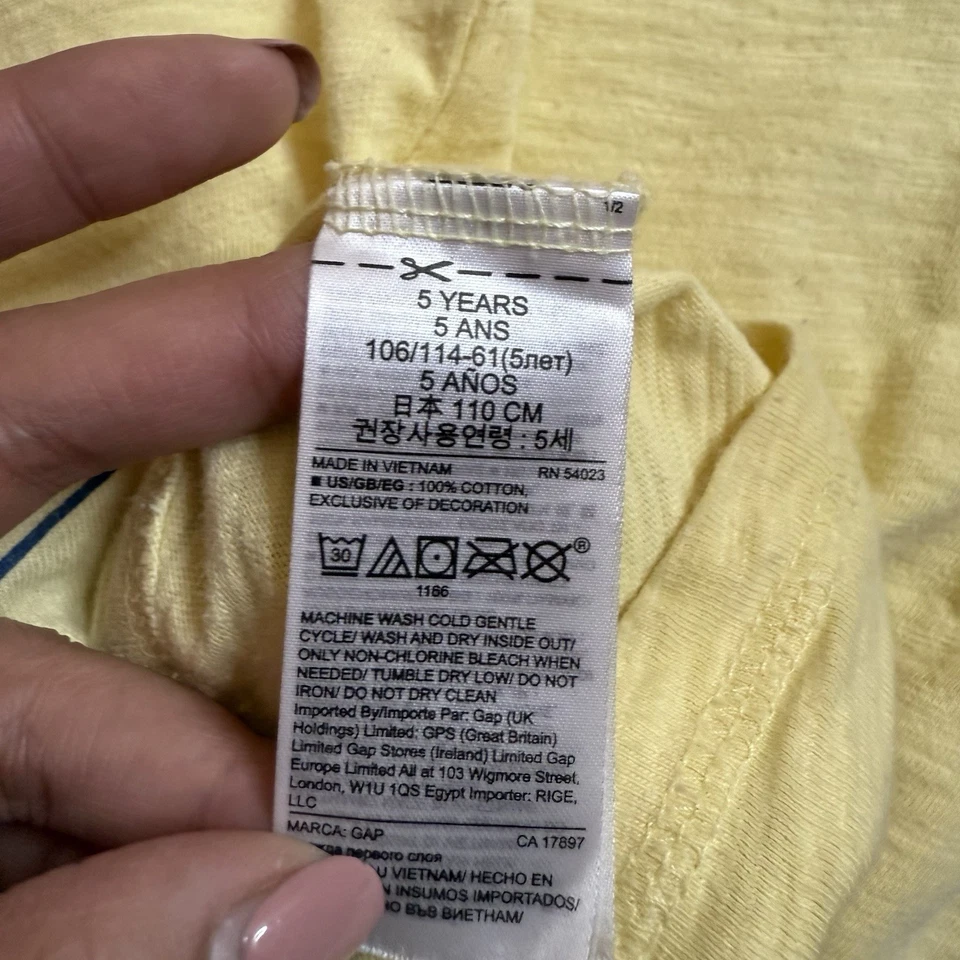 1/2
5 YEARS
5 ANS
106/114-61(5лет)
5 AÑOS
日本 110 CM
권장사용연령 : 5세
MADE IN VIETNAM RN 54023
■ US/GB/EG : 100% COTTON,
EXCLUSIVE OF DECORATION
30 ®
1166
MACHINE WASH COLD GENTLE
CYCLE/ WASH AND DRY INSIDE OUT/
ONLY NON-CHLORINE BLEACH WHEN
NEEDED/ TUMBLE DRY LOW/ DO NOT
IRON/ DO NOT DRY CLEAN
Imported By/Importe Par: Gap (UK
Holdings) Limited; GPS (Great Britain)
Limited Gap Stores (Ireland) Limited Gap
Europe Limited All at 103 Wigmore Street,
London, W1U 1QS Egypt Importer: RIGE,
LLC
MARCA: GAP CA 17897
первого слоя
U VIETNAM/ HECHO EN
INSUMOS IMPORTADOS/
ВЪВ ВИЕТНАМ/